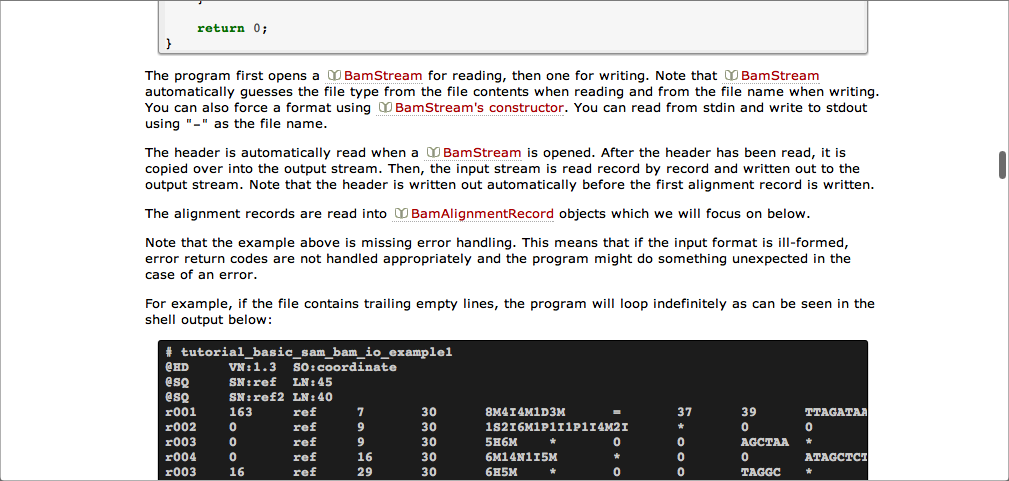 return 0;
}
The program first opens a BamStream for reading, then one for writing. Note that BamStream
automatically guesses the file type from the file contents when reading and from the file name when writing.
You can also force a format using BamStream's constructor. You can read from stdin and write to stdout
using "-" as the file name.
The header is automatically read when a BamStream is opened. After the header has been read, it is
copied over into the output stream. Then, the input stream is read record by record and written out to the
output stream. Note that the header is written out automatically before the first alignment record is written.
The alignment records are read into BamAlignmentRecord objects which we will focus on below.
Note that the example above is missing error handling. This means that if the input format is ill-formed,
error return codes are not handled appropriately and the program might do something unexpected in the
case of an error.
For example, if the file contains trailing empty lines, the program will loop indefinitely as can be seen in the
shell output below:
# tutorial_basic_sam_bam_io_example1
@HD VN:1.3 SO:coordinate
@SQ SN:ref LN:45
@SQ SN:ref2 LN:40
r001 163 ref 7 30 8M4I4M1D3M = 37 39 TTAGATAA
r002 0 ref 9 30 1S2I6M1P1I1P1I4M2I * 0 0
r003 0 ref 9 30 5H6M * 0 0 AGCTAA *
r004 0 ref 16 30 6M14N1I5M * 0 0 ATAGCTCT
r003 16 ref 29 30 6H5M * 0 0 TAGGC *